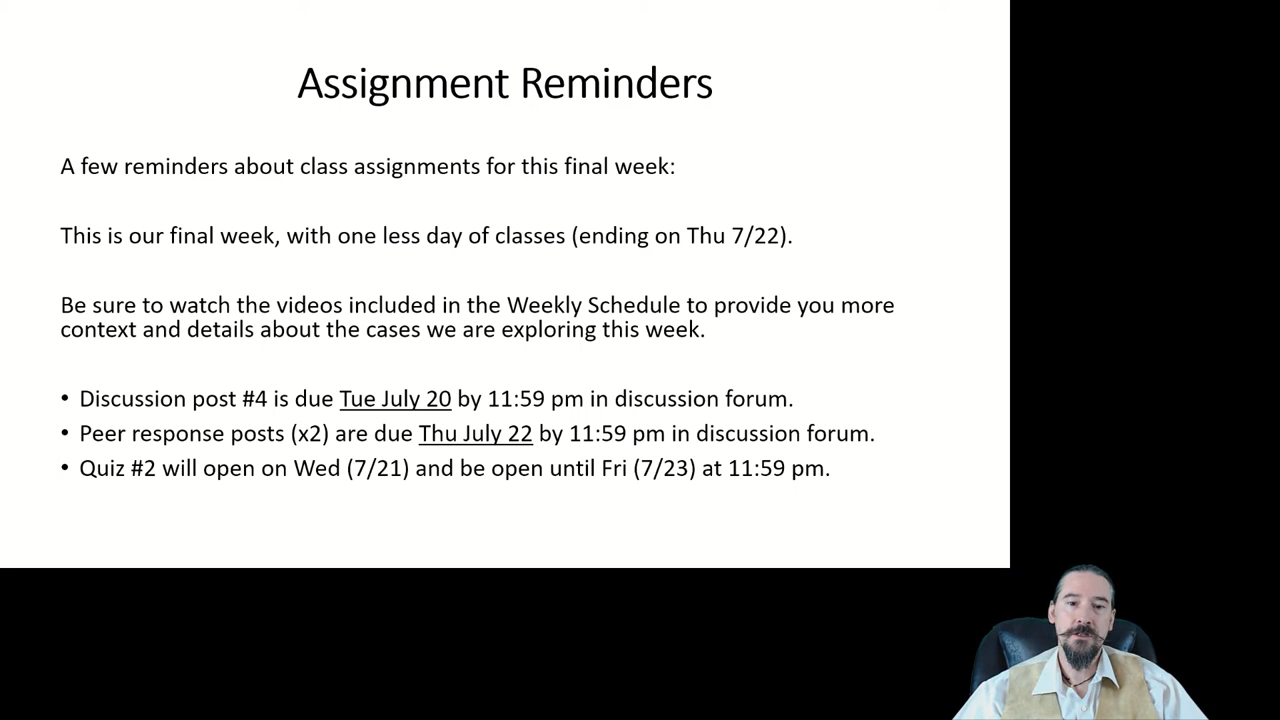 Assignment Reminders
A few reminders about class assignments for this final week:
This is our final week, with one less day of classes (ending on Thu 7/22).
Be sure to watch the videos included in the Weekly Schedule to provide you more
context and details about the cases we are exploring this week.
• Discussion post #4 is due Tue July 20 by 11:59 pm in discussion forum.
• Peer response posts (x2) are due Thu July 22 by 11:59 pm in discussion forum.
• Quiz #2 will open on Wed (7/21) and be open until Fri (7/23) at 11:59 pm.